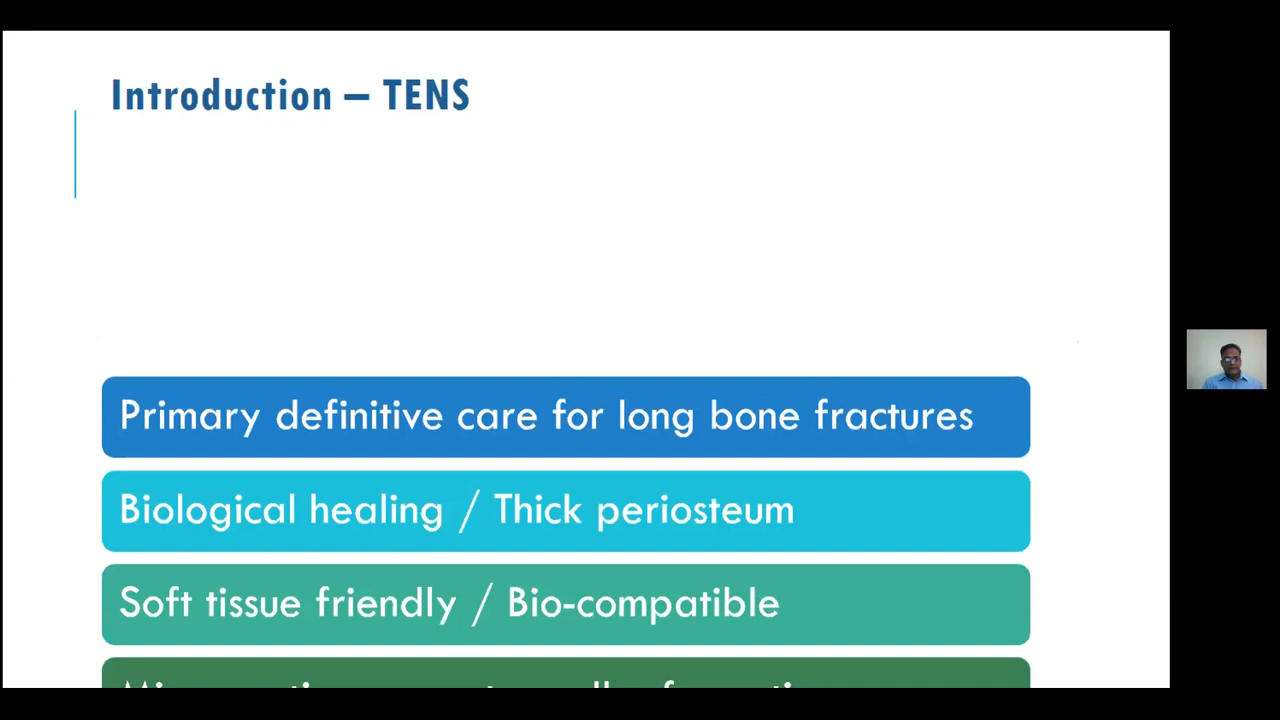 Introduction – TENS
Primary definitive care for long bone fractures
Biological healing / Thick periosteum
Soft tissue friendly / Bio-compatible